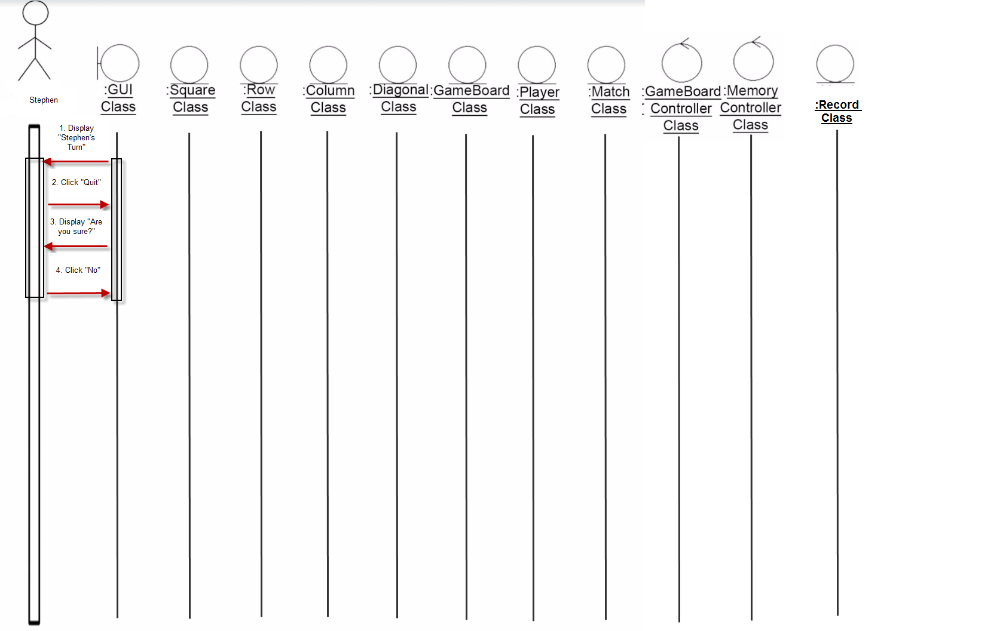 Stephen
:GUI
Class
:Square
Class
:Row
Class
:Column
Class
:Diagonal
Class
:GameBoard
Class
:Player
Class
:Match
Class
:GameBoard
Controller
Class
:Memory
Controller
Class
:Record
Class
1. Display
"Stephen's
Turn"
2. Click "Quit"
3. Display "Are
you sure?"
4. Click "No"